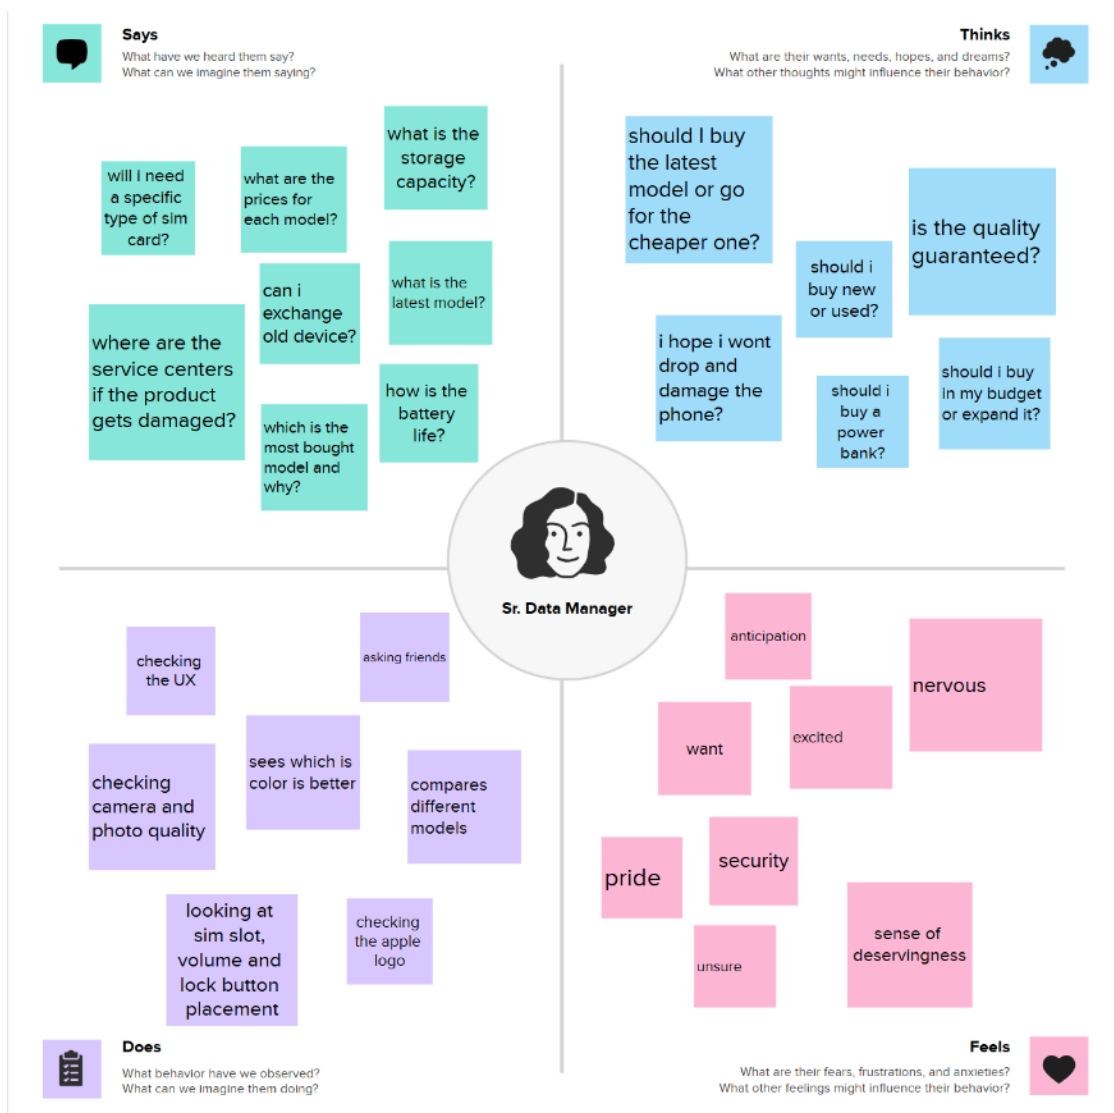 Says
What have we heard them say?
What can we imagine them saying?
Thinks
What are their wants, needs, hopes, and dreams?
What other thoughts might influence their behavior?
will i need
a specific
type of sim
card?
what are the
prices for
each model?
what is the
storage
capacity?
where are the
service centers
if the product
gets damaged?
can i
exchange
old device?
what is the
latest model?
which is the
most bought
model and
why?
how is the
battery
life?
should I buy
the latest
model or go
for the
cheaper one?
is the quality
guaranteed?
should i
buy new
or used?
i hope i wont
drop and
damage the
phone?
should i
buy a
power
bank?
should i buy
in my budget
or expand it?
Sr. Data Manager
checking
the UX
asking friends
checking
camera and
photo quality
sees which is
color is better
compares
different
models
looking at
sim slot,
volume and
lock button
placement
checking
the apple
logo
anticipation
nervous
want
excited
pride
security
unsure
sense of
deservingness
Does
What behavior have we observed?
What can we imagine them doing?
Feels
What are their fears, frustrations, and anxieties?
What other feelings might influence their behavior?